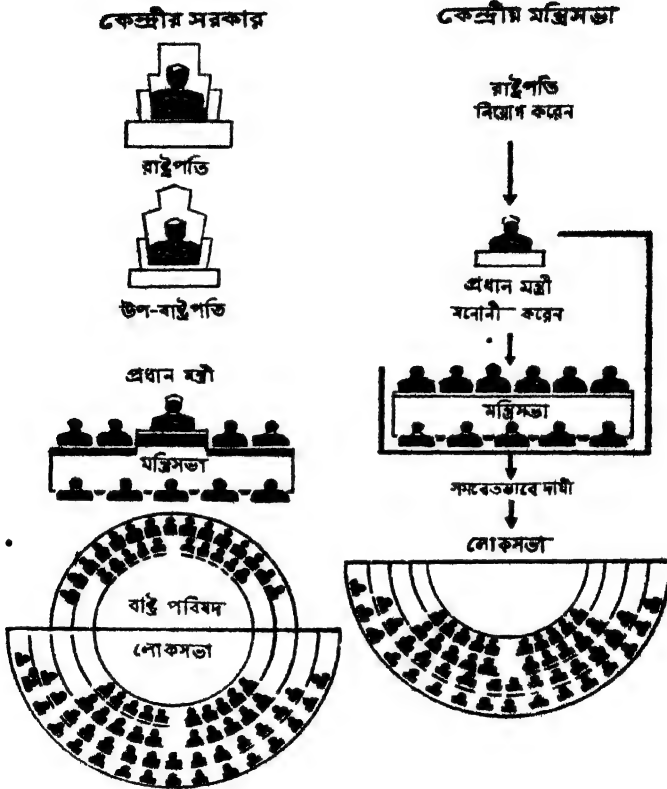 কেন্দ্রীয় সরকার
রাষ্ট্রপতি
উপ-রাষ্ট্রপতি
প্রধান মন্ত্রী
মন্ত্রিসভা
রাষ্ট্র পরিষদ
লোকসভা
কেন্দ্রীয় মন্ত্রিসভা
রাষ্ট্রপতি
নিয়োগ করেন
প্রধান মন্ত্রী
মনোনী করেন
মন্ত্রিসভা
সমবেতভাবে দায়ী
লোকসভা